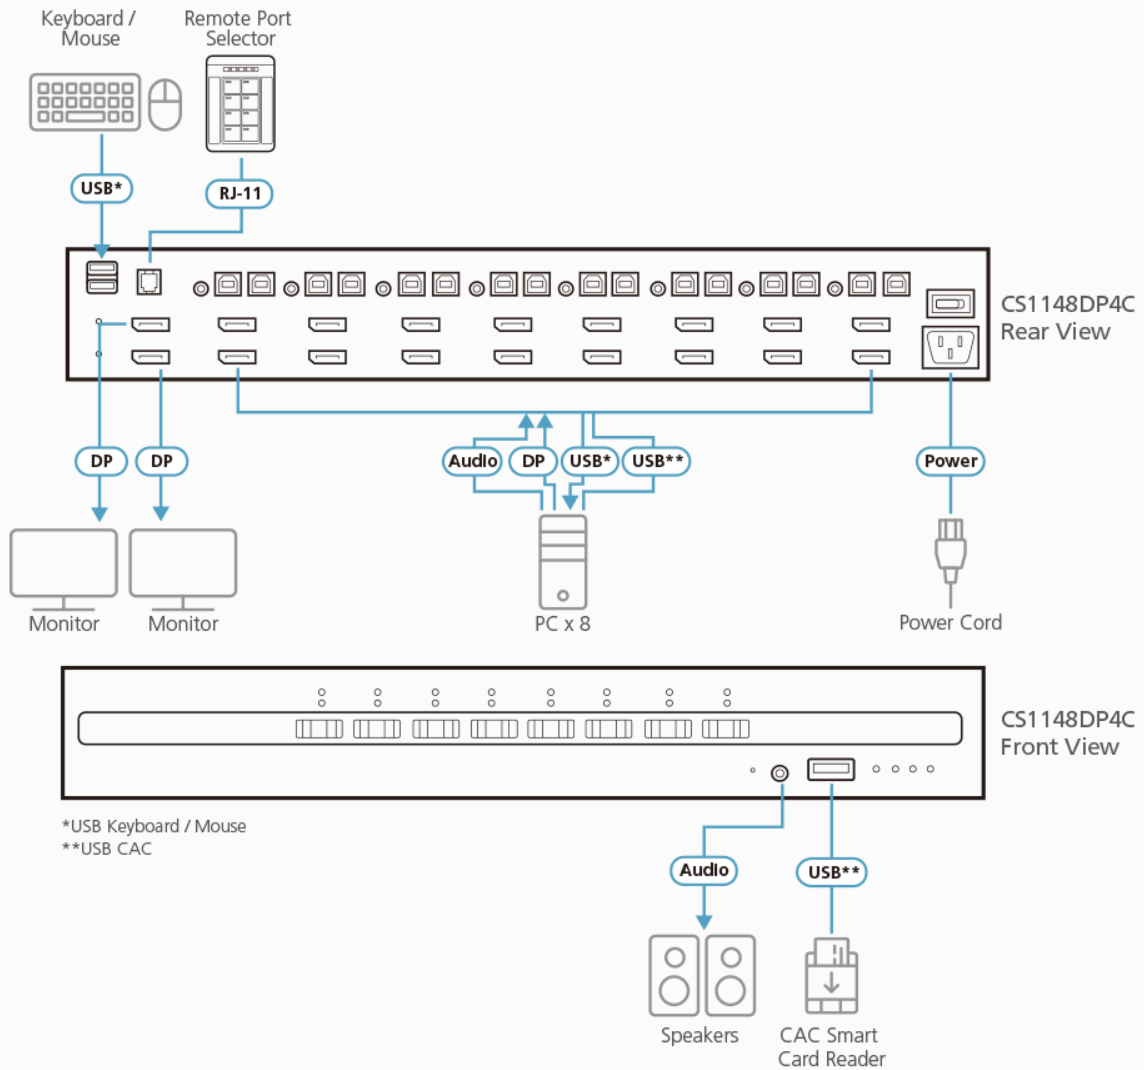 Keyboard /
Mouse
Remote Port
Selector
USB*
RJ-11
CS1148DP4C
Rear View
DP
DP
Audio
DP
USB*
USB**
Power
Monitor
Monitor
PC x 8
Power Cord
CS1148DP4C
Front View
*USB Keyboard / Mouse
**USB CAC
Audio
USB**
Speakers
CAC Smart
Card Reader